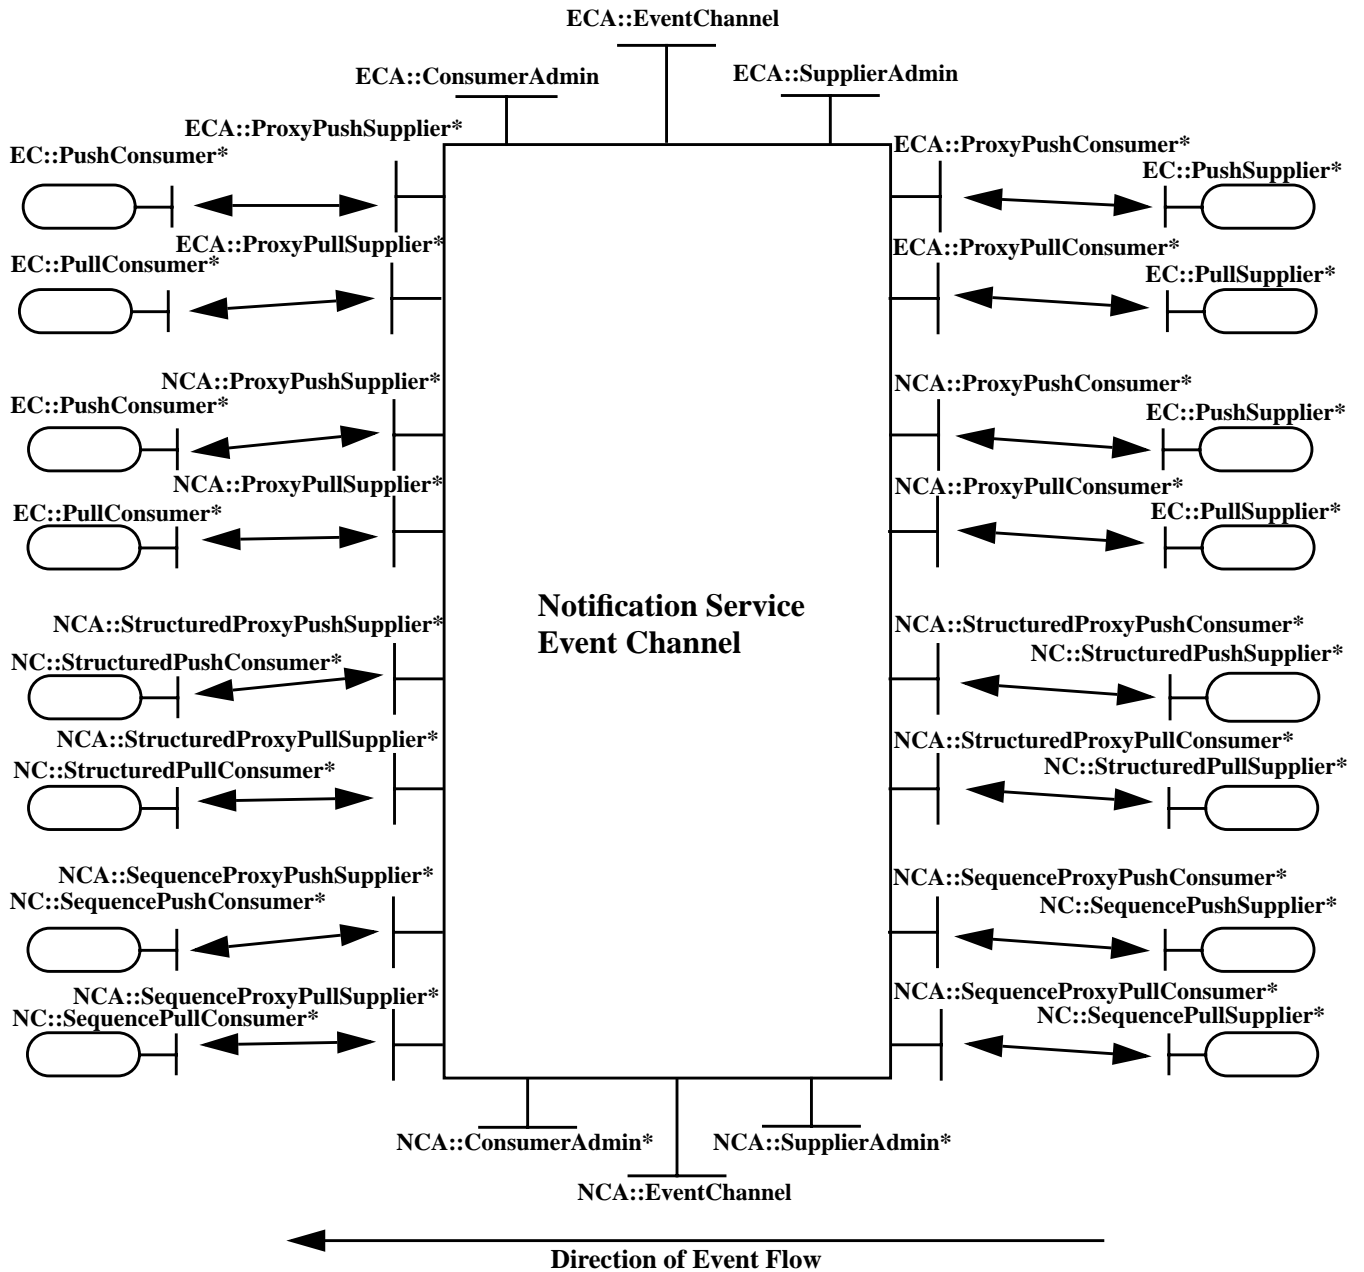 ECA::EventChannel
ECA::ConsumerAdmin
ECA::SupplierAdmin
ECA::ProxyPushSupplier*
EC::PushConsumer*
ECA::ProxyPushConsumer*
EC::PushSupplier*
ECA::ProxyPullSupplier*
EC::PullConsumer*
ECA::ProxyPullConsumer*
EC::PullSupplier*
NCA::ProxyPushSupplier*
EC::PushConsumer*
NCA::ProxyPushConsumer*
EC::PushSupplier*
NCA::ProxyPullSupplier*
EC::PullConsumer*
NCA::ProxyPullConsumer*
EC::PullSupplier*
Notification Service
Event Channel
NCA::StructuredProxyPushSupplier*
NC::StructuredPushConsumer*
NCA::StructuredProxyPushConsumer*
NC::StructuredPushSupplier*
NCA::StructuredProxyPullSupplier*
NC::StructuredPullConsumer*
NCA::StructuredProxyPullConsumer*
NC::StructuredPullSupplier*
NCA::SequenceProxyPushSupplier*
NC::SequencePushConsumer*
NCA::SequenceProxyPushConsumer*
NC::SequencePushSupplier*
NCA::SequenceProxyPullSupplier*
NC::SequencePullConsumer*
NCA::SequenceProxyPullConsumer*
NC::SequencePullSupplier*
NCA::ConsumerAdmin*
NCA::SupplierAdmin*
NCA::EventChannel
Direction of Event Flow